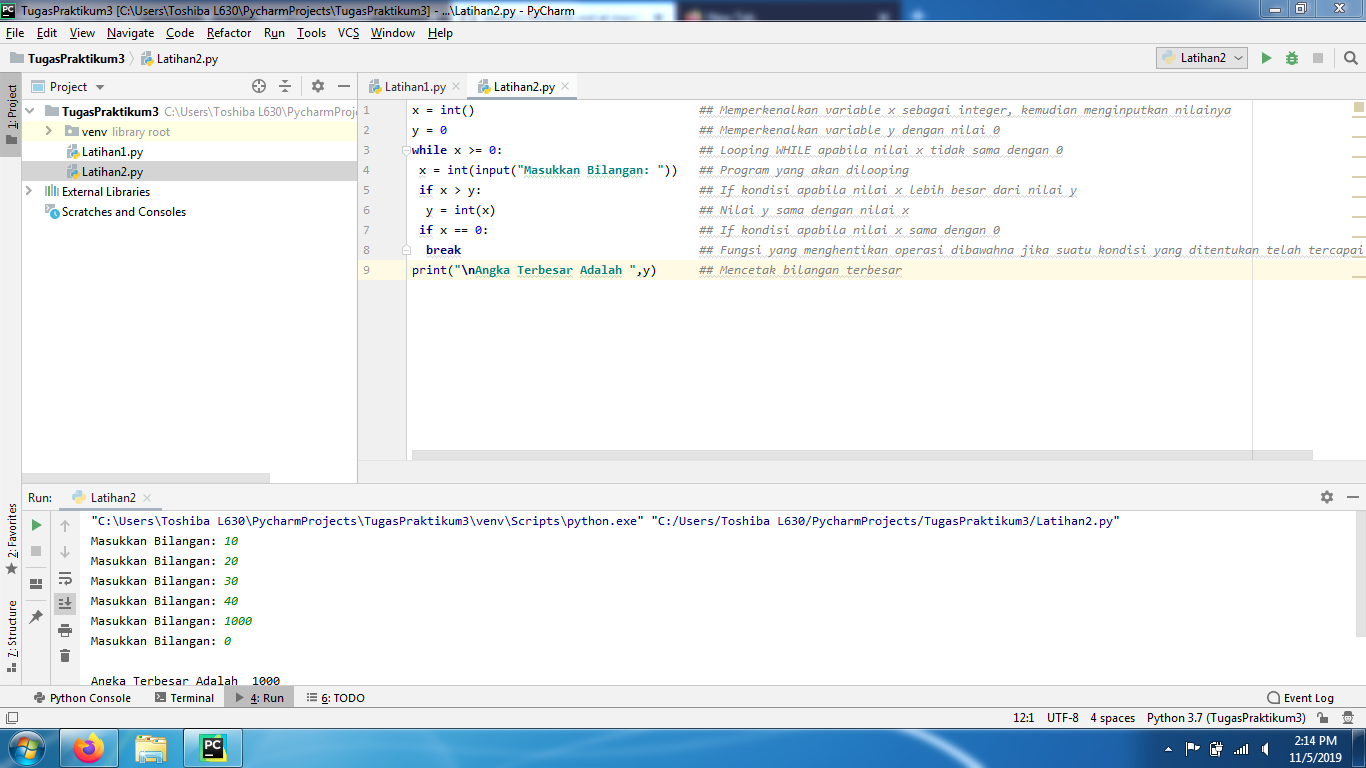 TugasPraktikum3 [C:\Users\Toshiba L630\PycharmProjects\TugasPraktikum3] - ...\Latihan2.py - PyCharm
File Edit View Navigate Code Refactor Run Tools VCS Window Help
TugasPraktikum3 Latihan2.py
Latihan2
1: Project
Project
TugasPraktikum3 C:\Users\Toshiba L630\PycharmProje
venv library root
Latihan1.py
Latihan2.py
External Libraries
Scratches and Consoles
Latihan1.py Latihan2.py
1 x = int() ## Memperkenalkan variable x sebagai integer, kemudian menginputkan nilainya
2 y = 0 ## Memperkenalkan variable y dengan nilai 0
3 while x >= 0: ## Looping WHILE apabila nilai x tidak sama dengan 0
4 x = int(input("Masukkan Bilangan: ")) ## Program yang akan dilooping
5 if x > y: ## If kondisi apabila nilai x lebih besar dari nilai y
6 y = int(x) ## Nilai y sama dengan nilai x
7 if x == 0: ## If kondisi apabila nilai x sama dengan 0
8 break ## Fungsi yang menghentikan operasi dibawahna jika suatu kondisi yang ditentukan telah tercapai
9 print("\nAngka Terbesar Adalah ",y) ## Mencetak bilangan terbesar
Run: Latihan2
"C:\Users\Toshiba L630\PycharmProjects\TugasPraktikum3\venv\Scripts\python.exe" "C:/Users/Toshiba L630/PycharmProjects/TugasPraktikum3/Latihan2.py"
Masukkan Bilangan: 10
Masukkan Bilangan: 20
Masukkan Bilangan: 30
Masukkan Bilangan: 40
Masukkan Bilangan: 1000
Masukkan Bilangan: 0
Angka Terbesar Adalah  1000
2: Favorites
7: Structure
Python Console Terminal 4: Run 6: TODO Event Log
12:1 UTF-8 4 spaces Python 3.7 (TugasPraktikum3)
PC
2:14 PM
11/5/2019